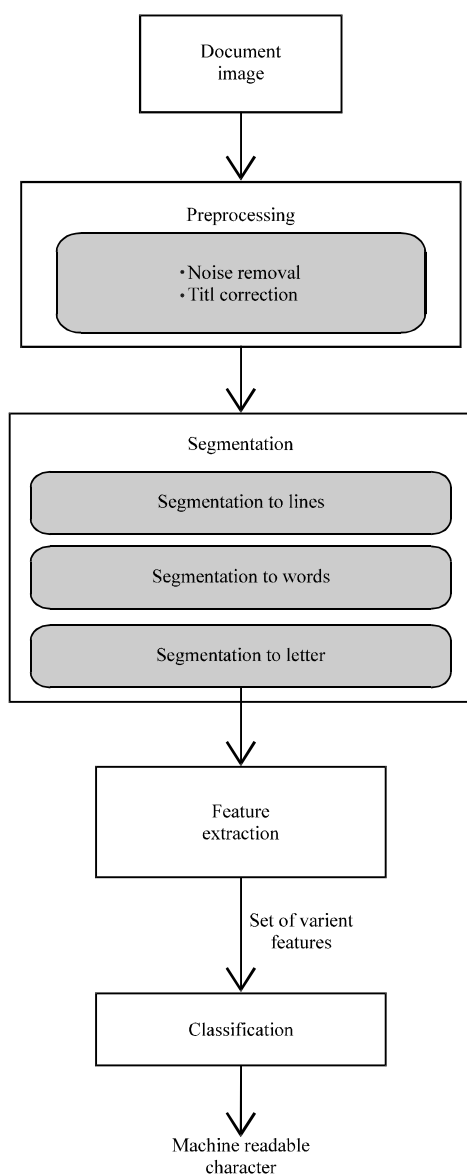 Document
image
Preprocessing
• Noise removal
• Titl correction
Segmentation
Segmentation to lines
Segmentation to words
Segmentation to letter
Feature
extraction
Set of varient
features
Classification
Machine readable
character